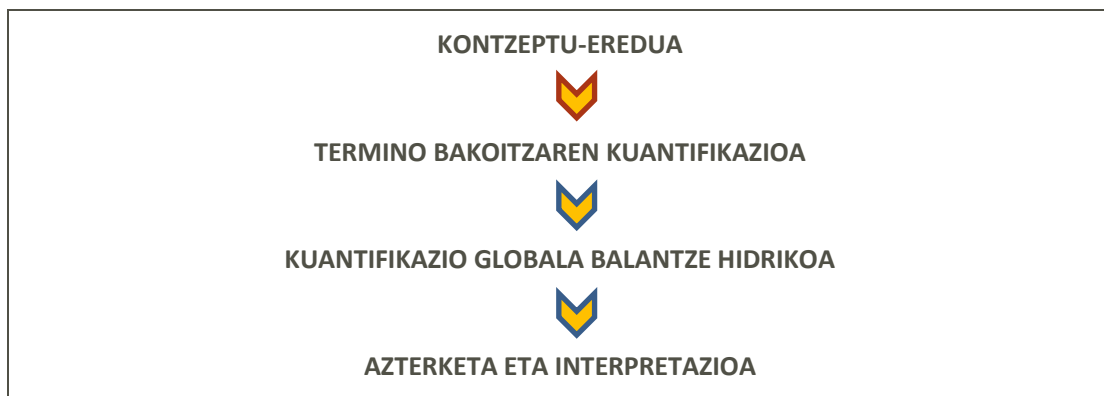 KONTZEPTU-EREDUA
TERMINO BAKOITZAREN KUANTIFIKAZIOA
KUANTIFIKAZIO GLOBALA BALANTZE HIDRIKOA
AZTERKETA ETA INTERPRETAZIOA